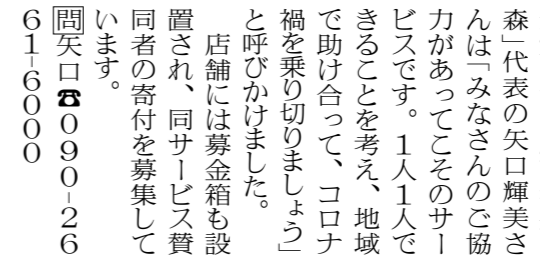 森」代表の矢口輝美さ
んは「みなさんのご協
力があってこそのサー
ビスです。１人１人で
きることを考え、地域
で助け合って、コロナ
禍を乗り切りましょう」
と呼びかけました。
　店舗には募金箱も設
置され、同サービス賛
同者の寄付を募集して
います。
問矢口☎０９０-２６
６１-６０００